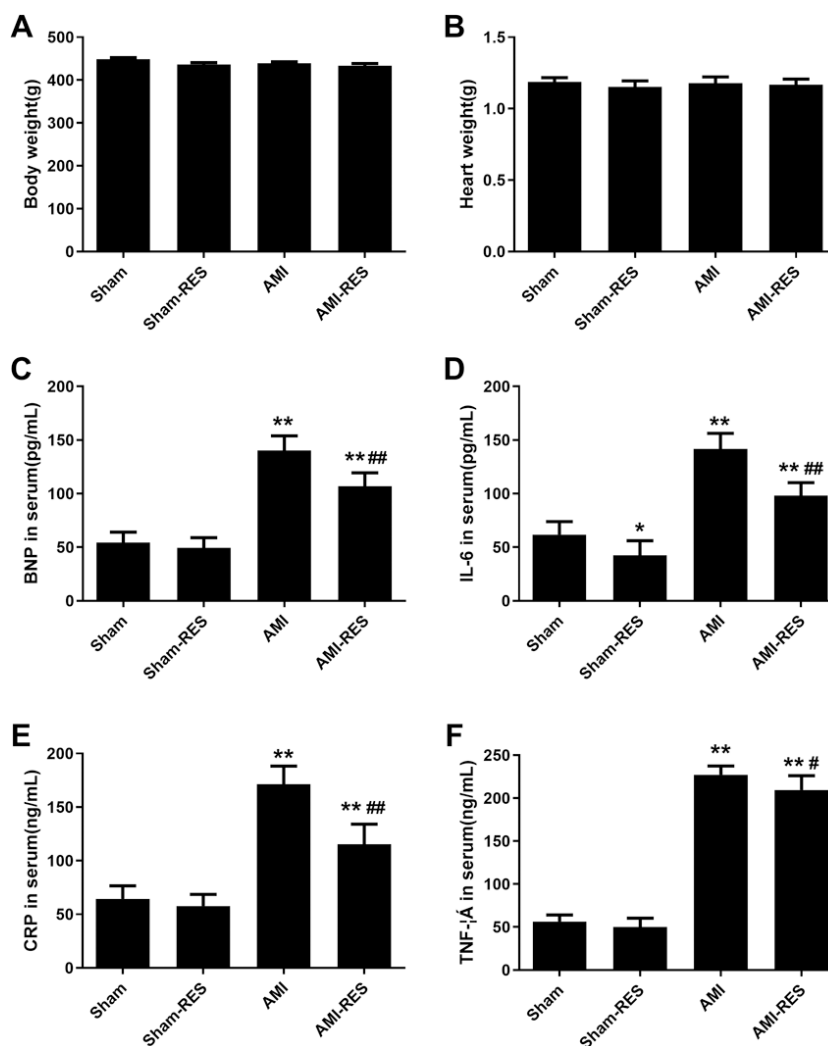 A
B
Body weight(g)
500
400
300
200
100
0
Sham
Sham-RES
AMI
AMI-RES
Heart weight(g)
1.5
1.0
0.5
0.0
Sham
Sham-RES
AMI
AMI-RES
C
D
BNP in serum(pg/mL)
200
150
100
50
0
**
** ##
Sham
Sham-RES
AMI
AMI-RES
IL-6 in serum(pg/mL)
200
150
100
50
0
*
**
** ##
Sham
Sham-RES
AMI
AMI-RES
E
F
CRP in serum(ng/mL)
200
150
100
50
0
**
** ##
Sham
Sham-RES
AMI
AMI-RES
TNF-¦Á in serum(ng/mL)
250
200
150
100
50
0
**
** #
Sham
Sham-RES
AMI
AMI-RES